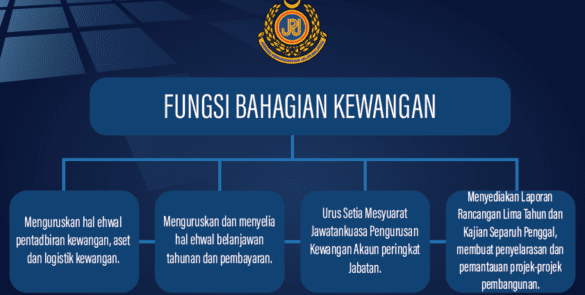 JPJ
FUNGSI BAHAGIAN KEWANGAN
Menguruskan hal ehwal
pentadbiran kewangan, aset
dan logistik kewangan.
Menguruskan dan menyelia
hal ehwal belanjawan
tahunan dan pembayaran.
Urus Setia Mesyuarat
Jawatankuasa Pengurusan
Kewangan Akaun peringkat
Jabatan.
Menyediakan Laporan
Rancangan Lima Tahun dan
Kajian Separuh Penggal,
membuat penyelarasan dan
pemantauan projek-projek
pembangunan.